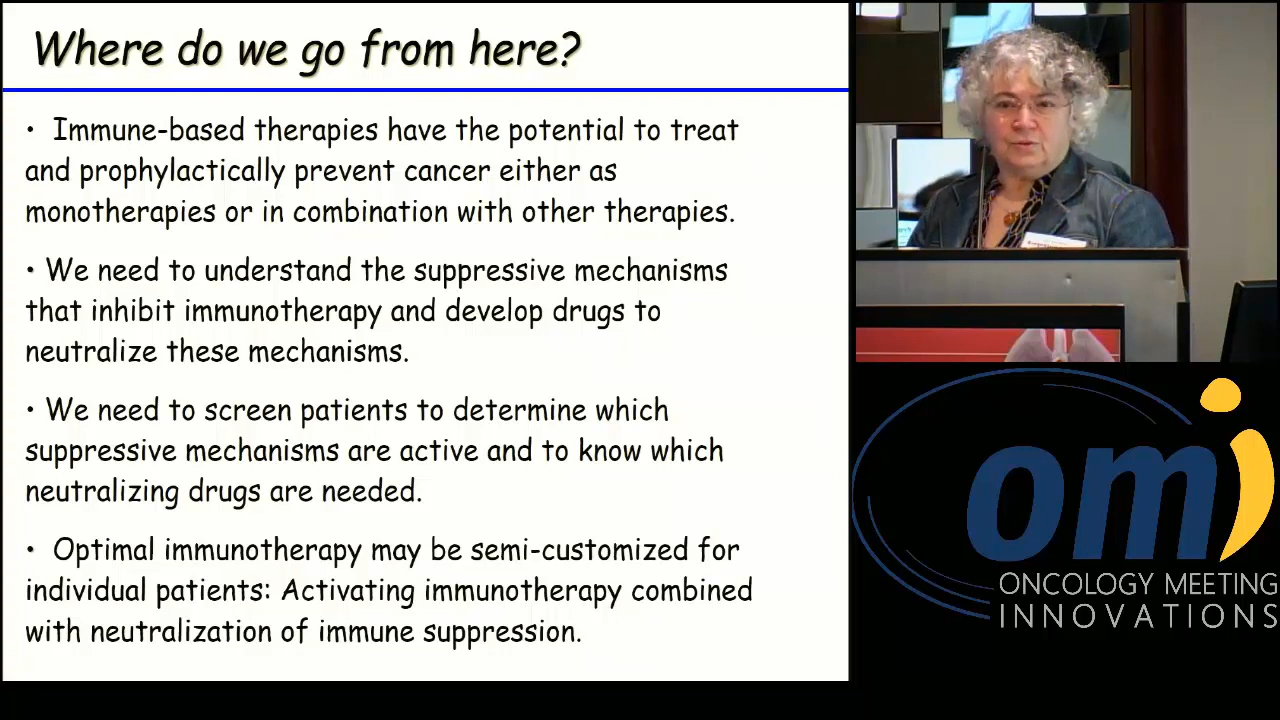 Where do we go from here?
• Immune-based therapies have the potential to treat
and prophylactically prevent cancer either as
monotherapies or in combination with other therapies.
• We need to understand the suppressive mechanisms
that inhibit immunotherapy and develop drugs to
neutralize these mechanisms.
• We need to screen patients to determine which
suppressive mechanisms are active and to know which
neutralizing drugs are needed.
• Optimal immunotherapy may be semi-customized for
individual patients: Activating immunotherapy combined
with neutralization of immune suppression.
omi
ONCOLOGY MEETING
INNOVATIONS